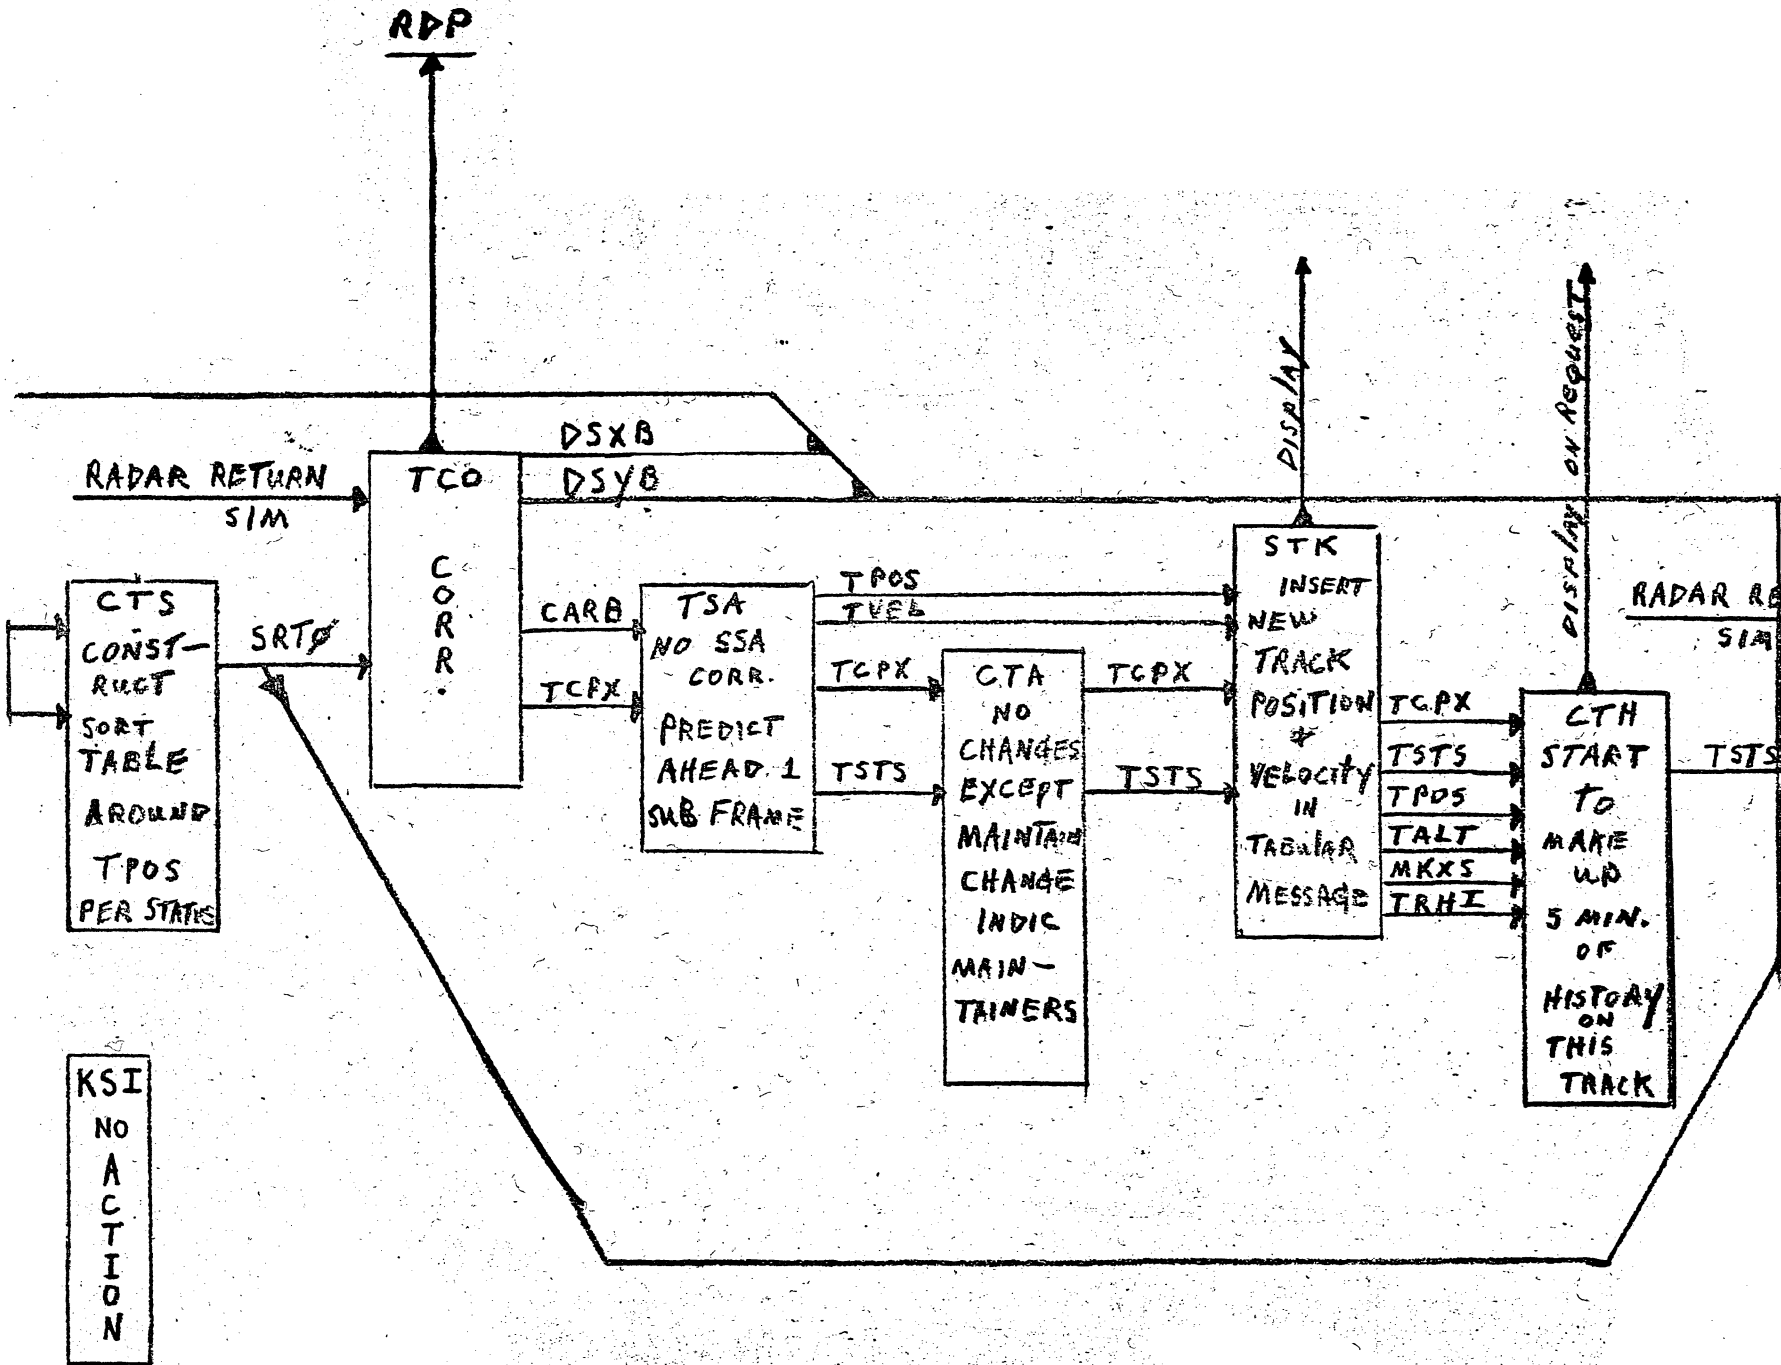 RDP
DISPLAY
DISPLAY ON REQUEST
DSXB
DSYB
RADAR RETURN
SIM
TCO
CORR.
CTS
CONST-
RUCT
SORT
TABLE
AROUND
TPOS
PER STATUS
SRTØ
CARB
TCPX
TSA
NO SSA
CORR.
PREDICT
AHEAD 1
SUB FRAME
TPOS
TVEL
TCPX
TSTS
CTA
NO
CHANGES
EXCEPT
MAINTAIN
CHANGE
INDIC
MAIN-
TAINERS
TCPX
TSTS
STK
INSERT
NEW
TRACK
POSITION
&
VELOCITY
IN
TABULAR
MESSAGE
TCPX
TSTS
TPOS
TALT
MKXS
TRHI
CTH
START
TO
MAKE
UP
5 MIN.
OF
HISTORY
ON
THIS
TRACK
RADAR RE
SIM
TSTS
KSI
NO
ACTION